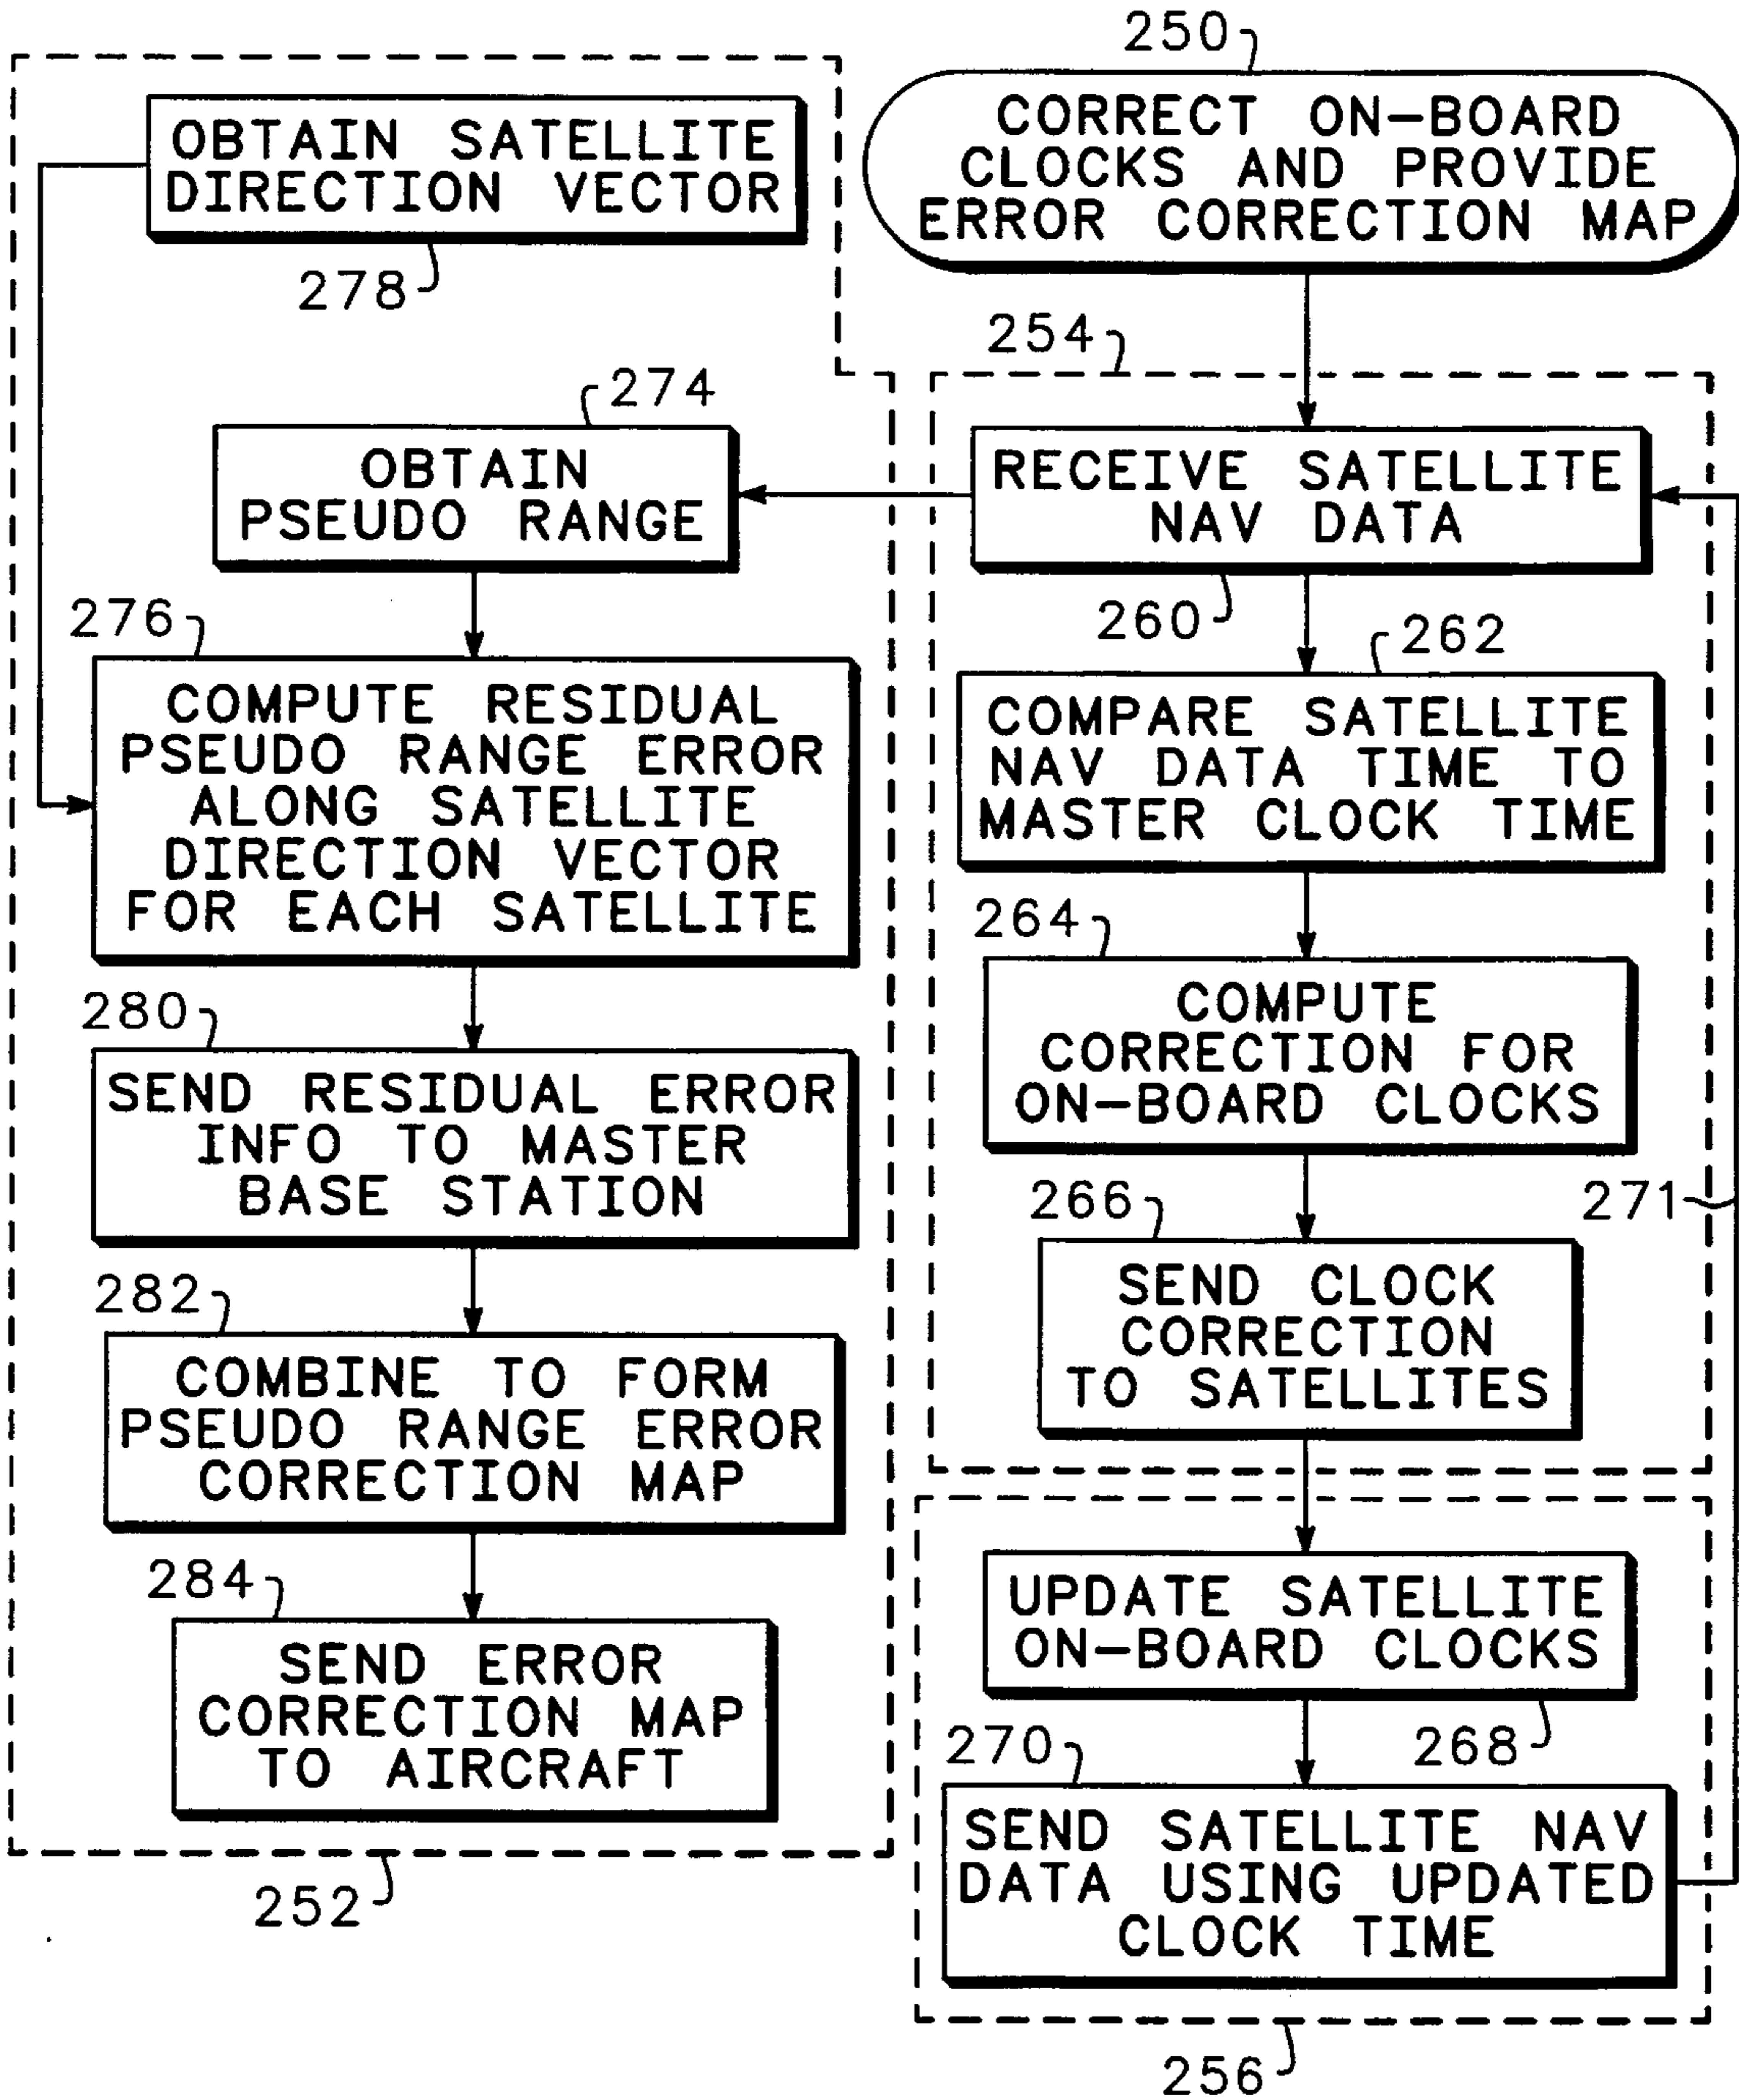 250
CORRECT ON-BOARD
CLOCKS AND PROVIDE
ERROR CORRECTION MAP
OBTAIN SATELLITE
DIRECTION VECTOR
278
254
274
OBTAIN
PSEUDO RANGE
RECEIVE SATELLITE
NAV DATA
260
276
COMPUTE RESIDUAL
PSEUDO RANGE ERROR
ALONG SATELLITE
DIRECTION VECTOR
FOR EACH SATELLITE
262
COMPARE SATELLITE
NAV DATA TIME TO
MASTER CLOCK TIME
264
COMPUTE
CORRECTION FOR
ON-BOARD CLOCKS
280
SEND RESIDUAL ERROR
INFO TO MASTER
BASE STATION
266
271
SEND CLOCK
CORRECTION
TO SATELLITES
282
COMBINE TO FORM
PSEUDO RANGE ERROR
CORRECTION MAP
284
SEND ERROR
CORRECTION MAP
TO AIRCRAFT
252
UPDATE SATELLITE
ON-BOARD CLOCKS
268
270
SEND SATELLITE NAV
DATA USING UPDATED
CLOCK TIME
256